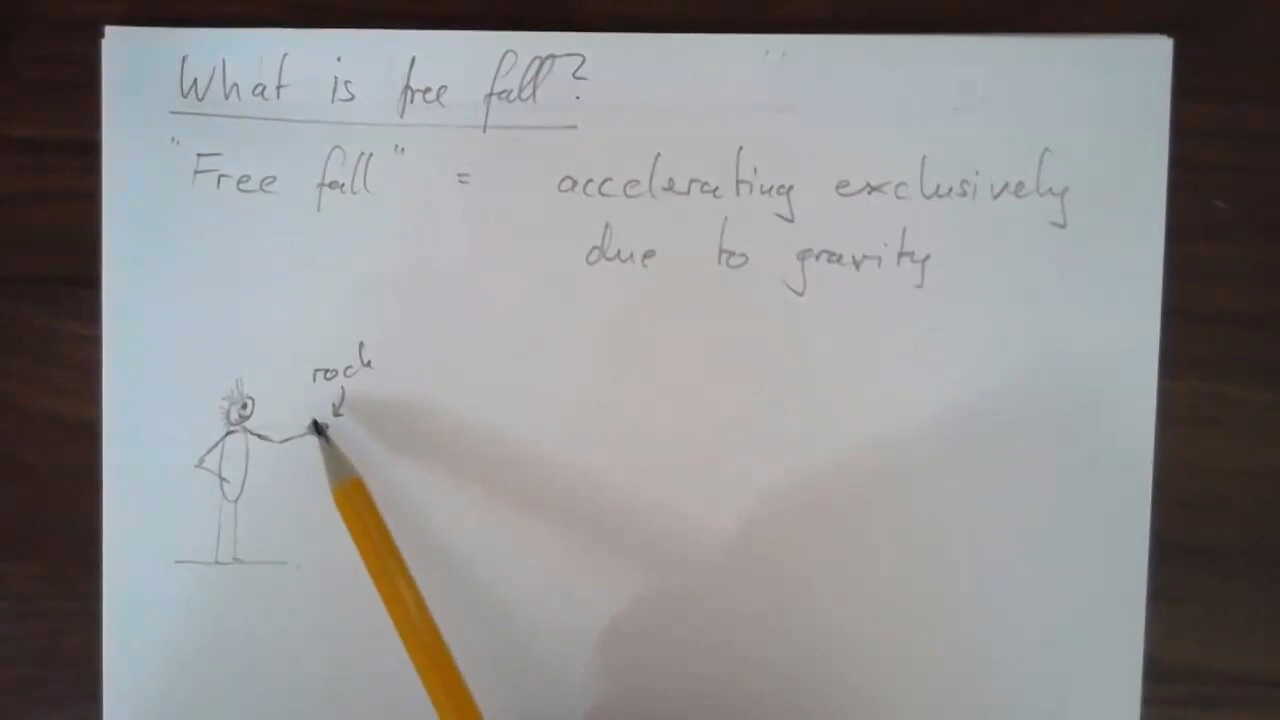 What is free fall?
"Free fall" = accelerating exclusively
due to gravity
rock